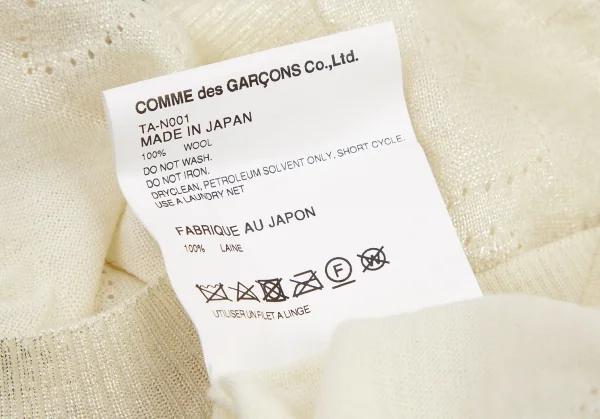 COMME des GARÇONS Co.,Ltd.
TA-N001
MADE IN JAPAN
100% WOOL
DO NOT WASH.
DO NOT IRON.
DRYCLEAN, PETROLEUM SOLVENT ONLY, SHORT CYCLE.
USE A LAUNDRY NET
FABRIQUE AU JAPON
100% LAINE
F W
UTILISER UN FILET A LINGE